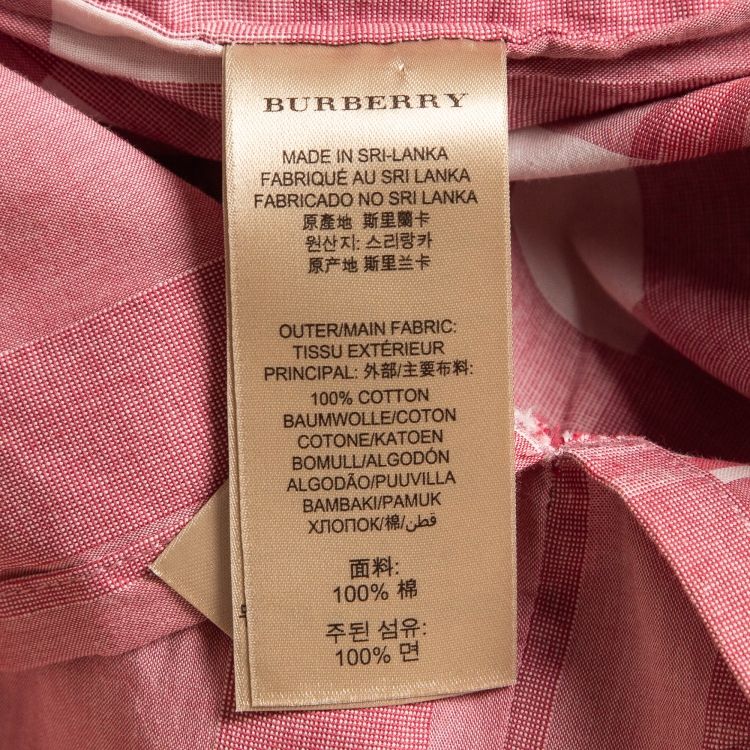 BURBERRY
MADE IN SRI-LANKA
FABRIQUÉ AU SRI LANKA
FABRICADO NO SRI LANKA
原產地 斯里蘭卡
원산지: 스리랑카
原产地 斯里兰卡
OUTER/MAIN FABRIC:
TISSU EXTÉRIEUR
PRINCIPAL: 外部/主要布料:
100% COTTON
BAUMWOLLE/COTON
COTONE/KATOEN
BOMULL/ALGODÓN
ALGODÃO/PUUVILLA
BAMBAKI/PAMUK
ХЛОПОК/棉/قطن
面料:
100% 棉
주된 섬유:
100% 면